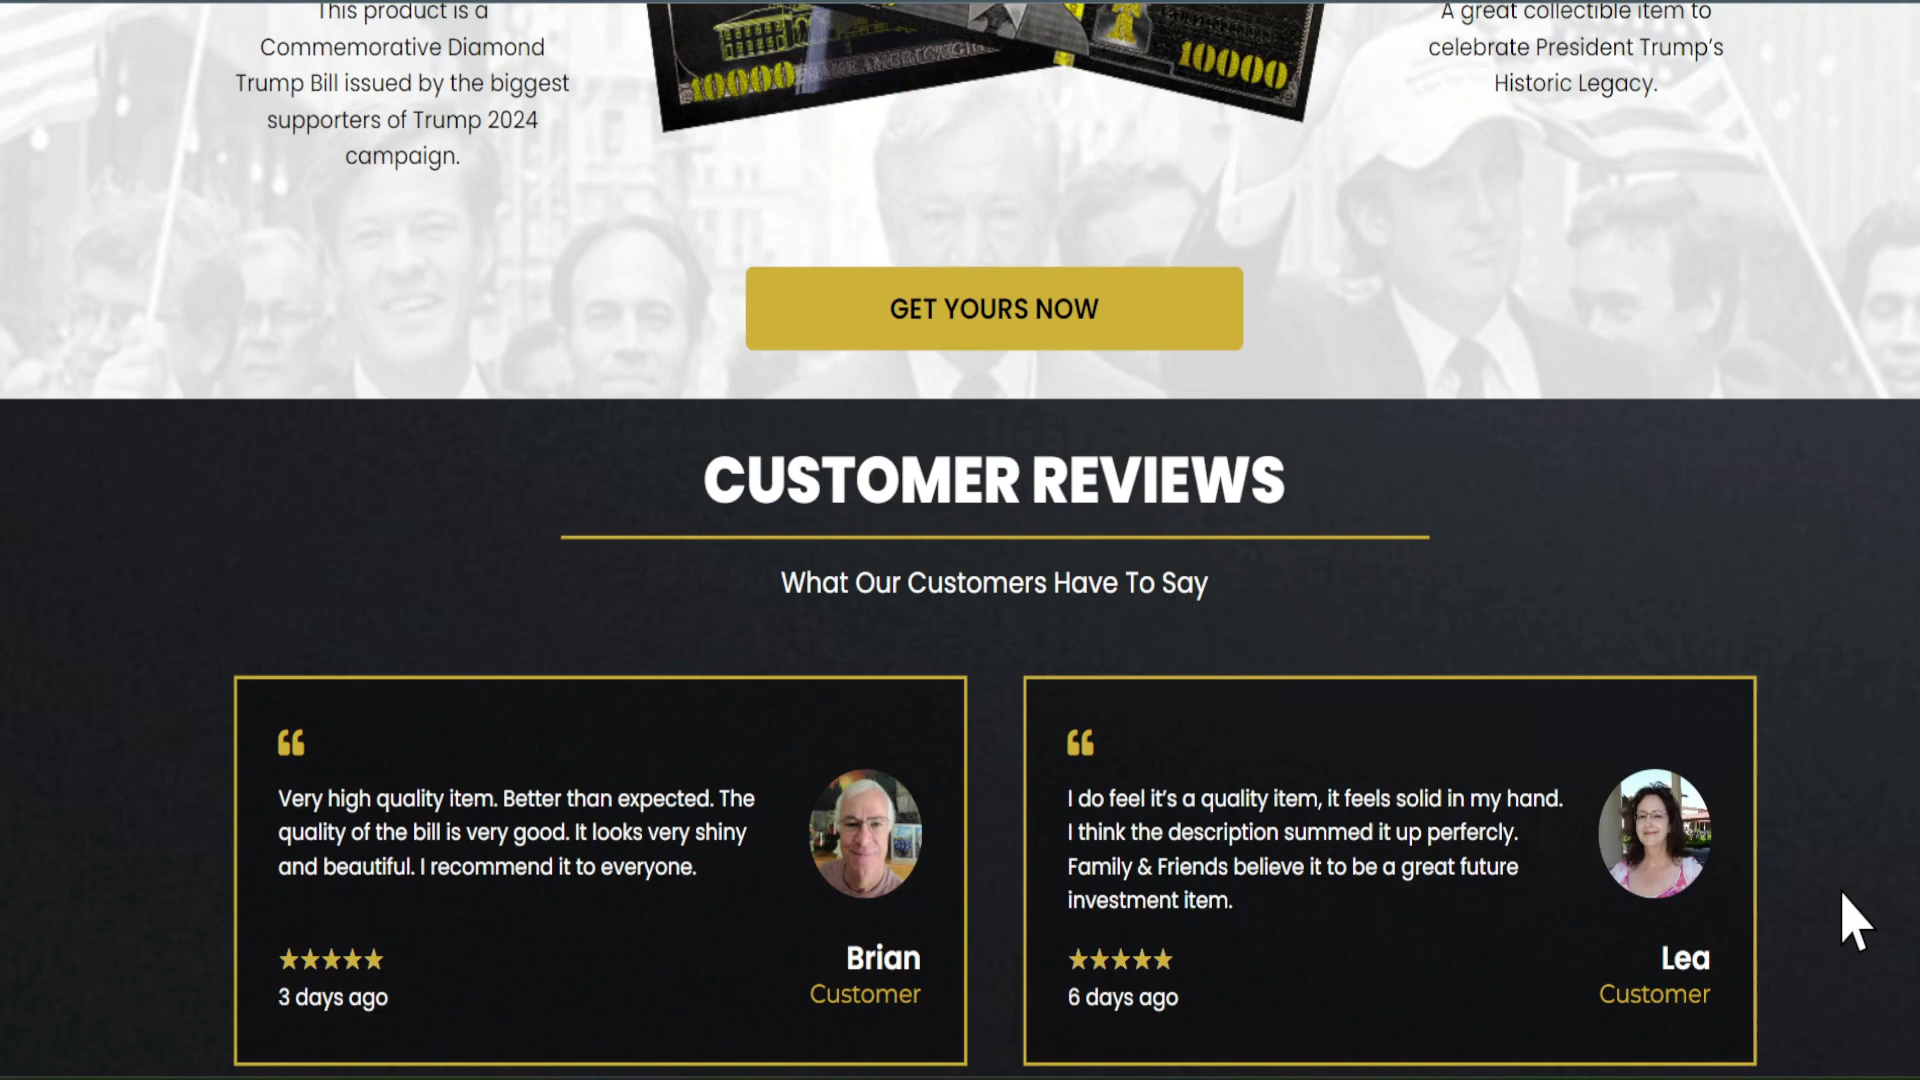 This product is a
Commemorative Diamond
Trump Bill issued by the biggest
supporters of Trump 2024
campaign.
10000
10000
A great collectible item to
celebrate President Trump's
Historic Legacy.
GET YOURS NOW
CUSTOMER REVIEWS
What Our Customers Have To Say
Very high quality item. Better than expected. The
quality of the bill is very good. It looks very shiny
and beautiful. I recommend it to everyone.
3 days ago
Brian
Customer
I do feel it's a quality item, it feels solid in my hand.
I think the description summed it up perfercly.
Family & Friends believe it to be a great future
investment item.
6 days ago
Lea
Customer